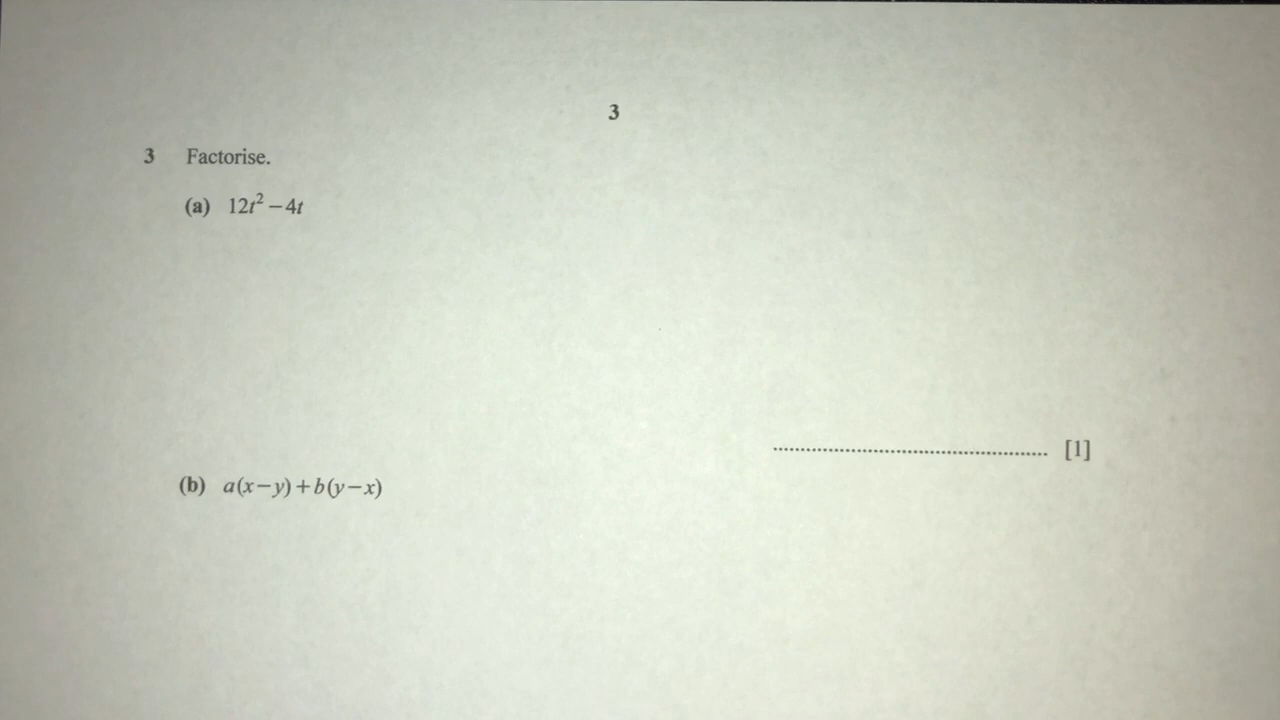 3
3 Factorise.
(a) 12t² – 4t
.................................................. [1]
(b) a(x–y)+b(y–x)